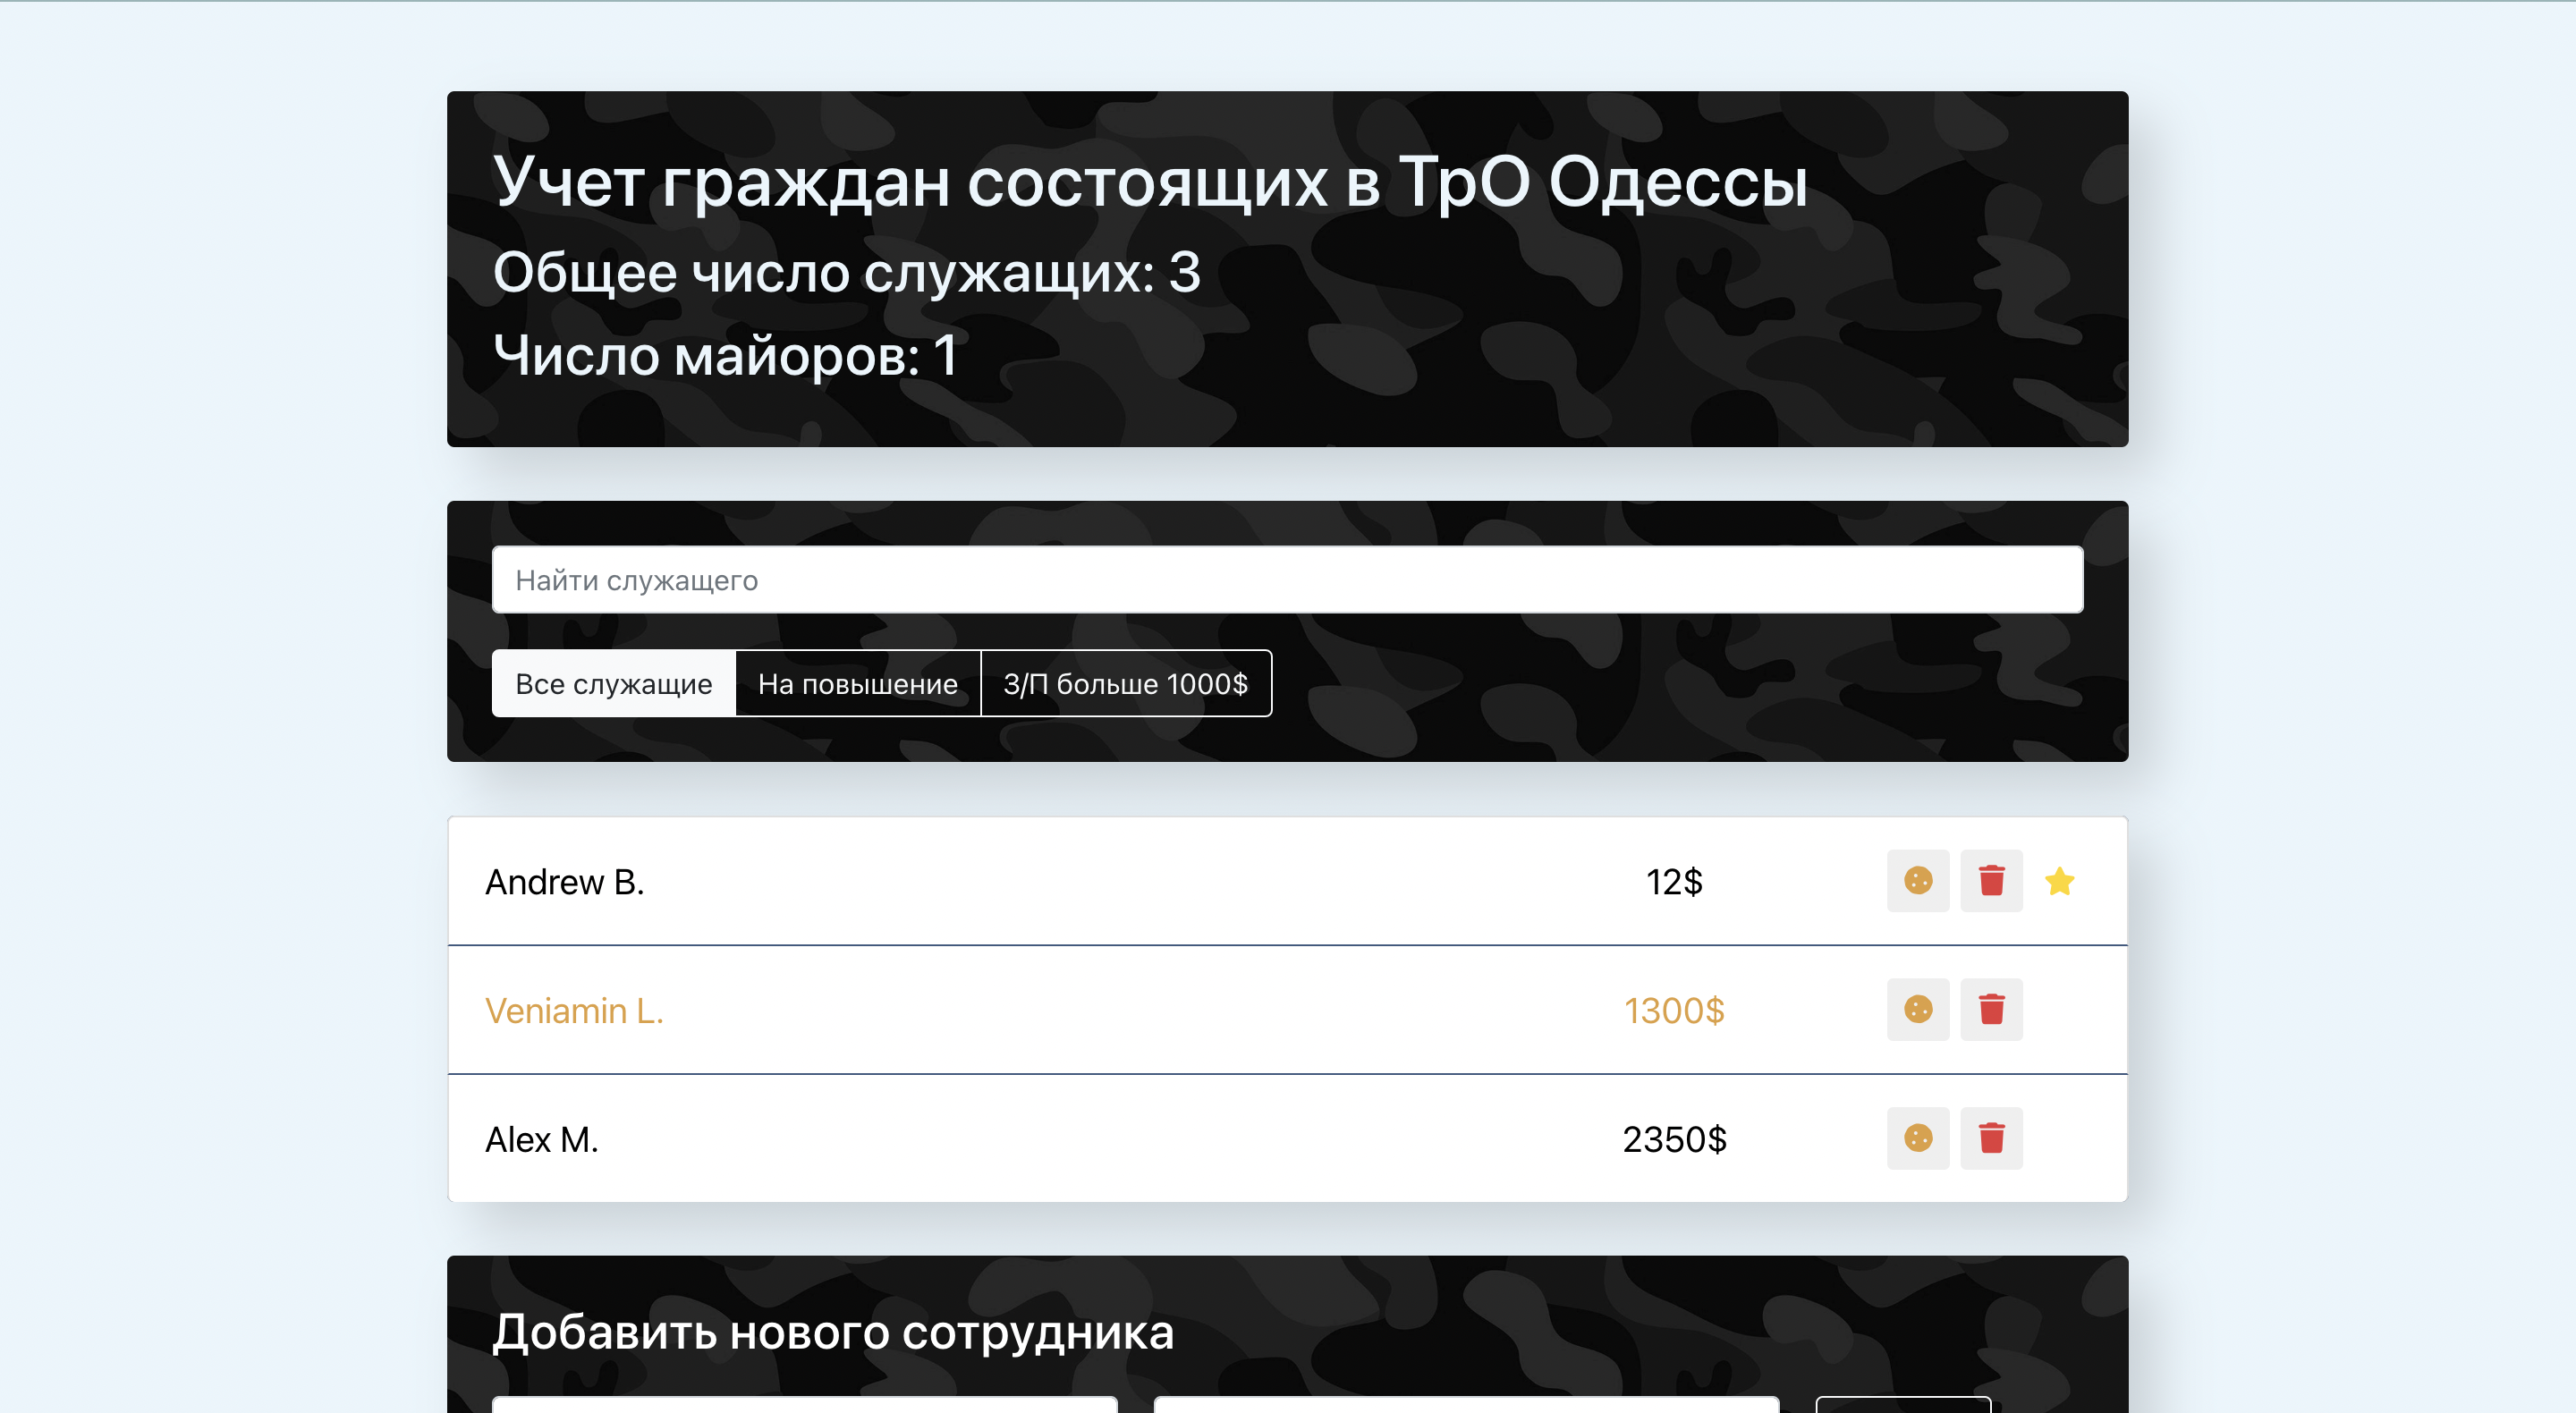 Учет граждан состоящих в ТрО Одессы
Общее число служащих: 3
Число майоров: 1
Найти служащего
Все служащие На повышение З/П больше 1000$
Andrew B. 12$
Veniamin L. 1300$
Alex M. 2350$
Добавить нового сотрудника